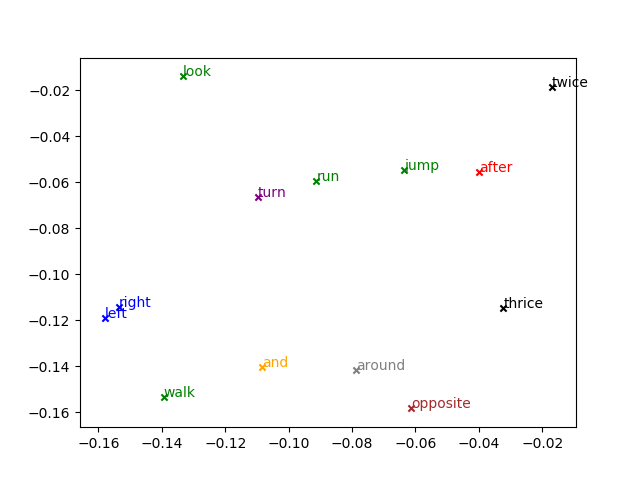 look
twice
jump
after
run
turn
right
left
thrice
and
around
walk
opposite
−0.02
−0.04
−0.06
−0.08
−0.10
−0.12
−0.14
−0.16
−0.16
−0.14
−0.12
−0.10
−0.08
−0.06
−0.04
−0.02